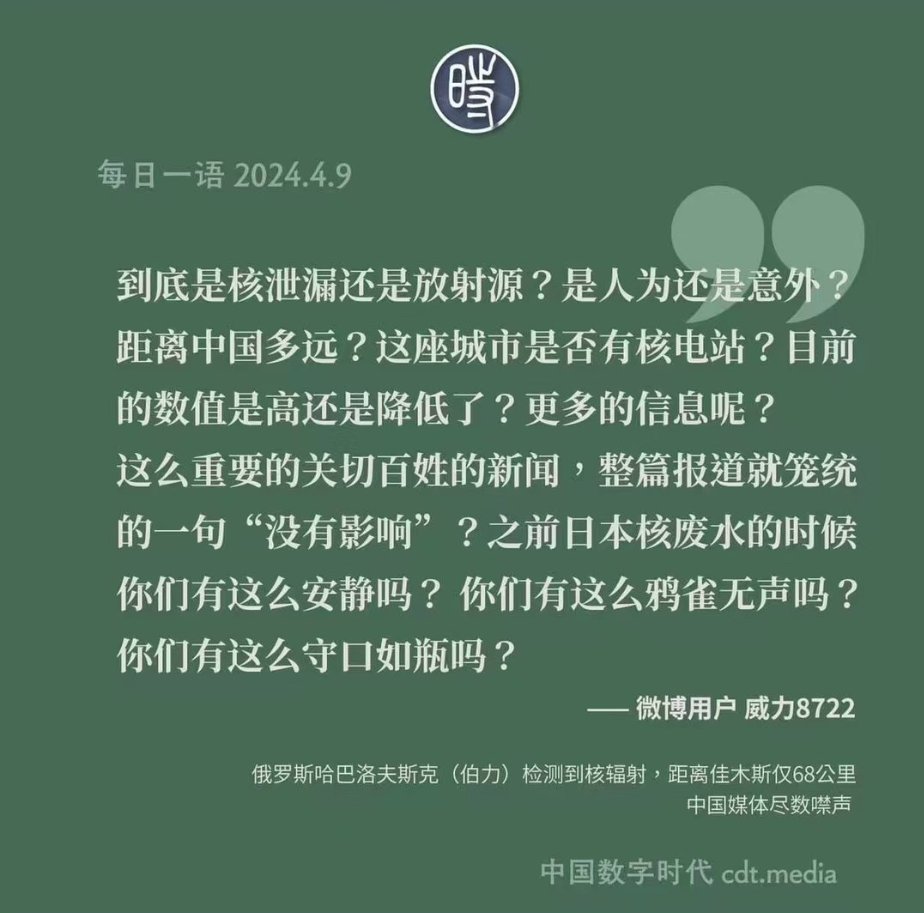 時
每日一语 2024.4.9
到底是核泄漏还是放射源？是人为还是意外？
距离中国多远？这座城市是否有核电站？目前
的数值是高还是降低了？更多的信息呢？
这么重要的关切百姓的新闻，整篇报道就笼统
的一句“没有影响”？之前日本核废水的时候
你们有这么安静吗？ 你们有这么鸦雀无声吗？
你们有这么守口如瓶吗？
—— 微博用户 威力8722
俄罗斯哈巴洛夫斯克（伯力）检测到核辐射，距离佳木斯仅68公里
中国媒体尽数噤声
中国数字时代 cdt.media